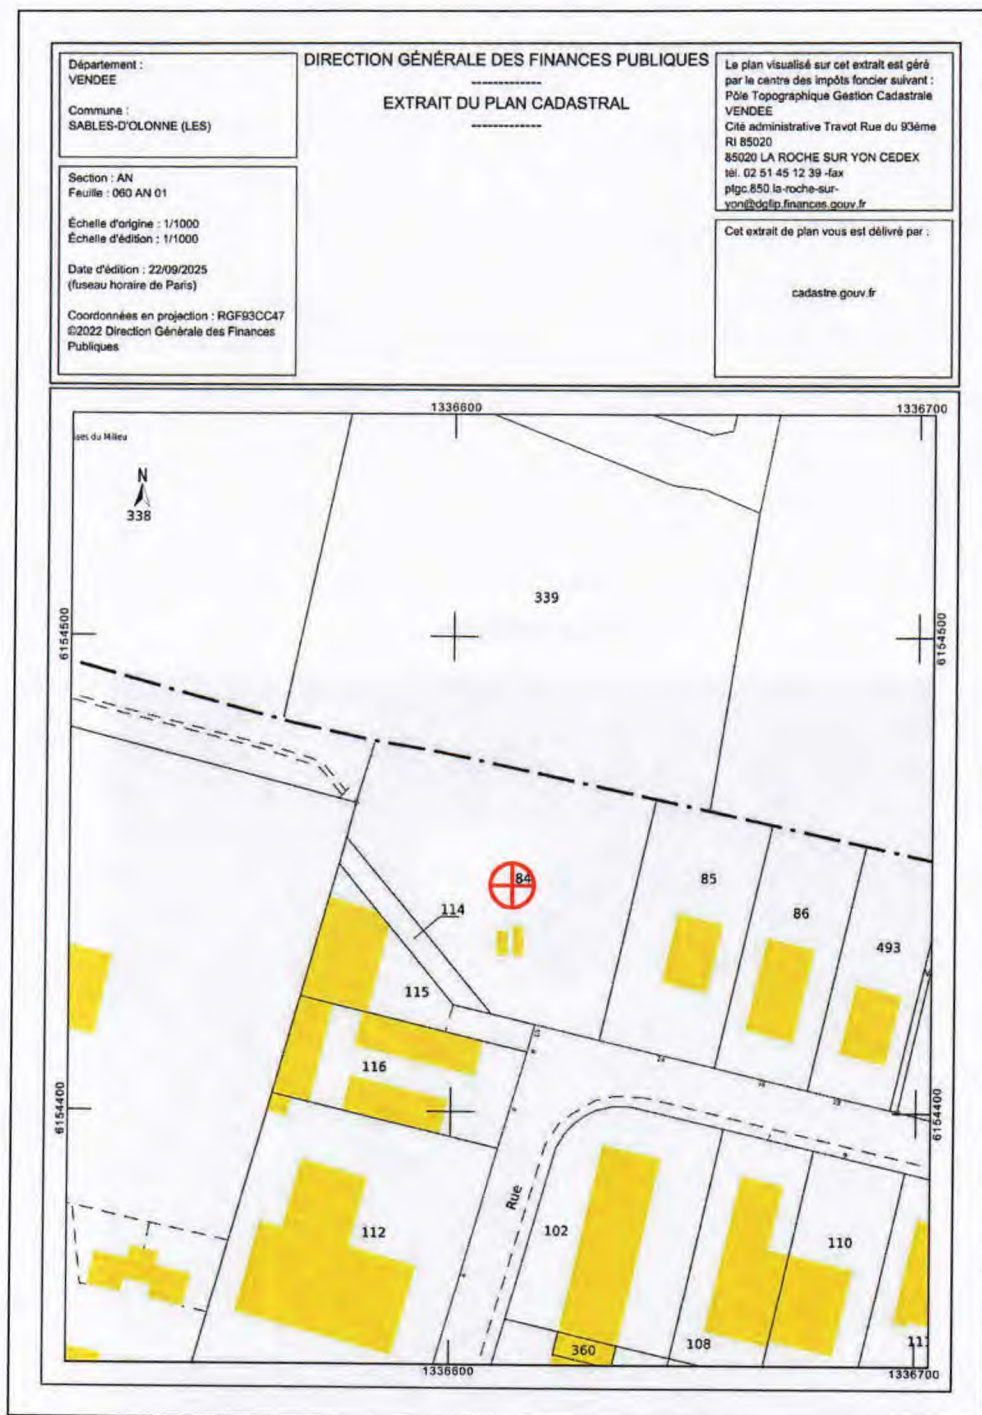 Département :
VENDEE
Commune :
SABLES-D'OLONNE (LES)
Section : AN
Feuille : 060 AN 01
Échelle d'origine : 1/1000
Échelle d'édition : 1/1000
Date d'édition : 22/09/2025
(fuseau horaire de Paris)
Coordonnées en projection : RGF93CC47
©2022 Direction Générale des Finances
Publiques
DIRECTION GÉNÉRALE DES FINANCES PUBLIQUES
-------------
EXTRAIT DU PLAN CADASTRAL
-------------
Le plan visualisé sur cet extrait est géré
par le centre des impôts foncier suivant :
Pôle Topographique Gestion Cadastrale
VENDEE
Cité administrative Travot Rue du 93ème
RI 85020
85020 LA ROCHE SUR YON CEDEX
tél. 02 51 45 12 39 -fax
ptgc.850.la-roche-sur-
yon@dgfip.finances.gouv.fr
Cet extrait de plan vous est délivré par :
cadastre.gouv.fr
1336600
1336700
ses du Milieu
N
338
339
6154500
6154500
84
85
86
493
114
115
116
6154400
6154400
Rue
112
102
110
108
111
360
1336600
1336700